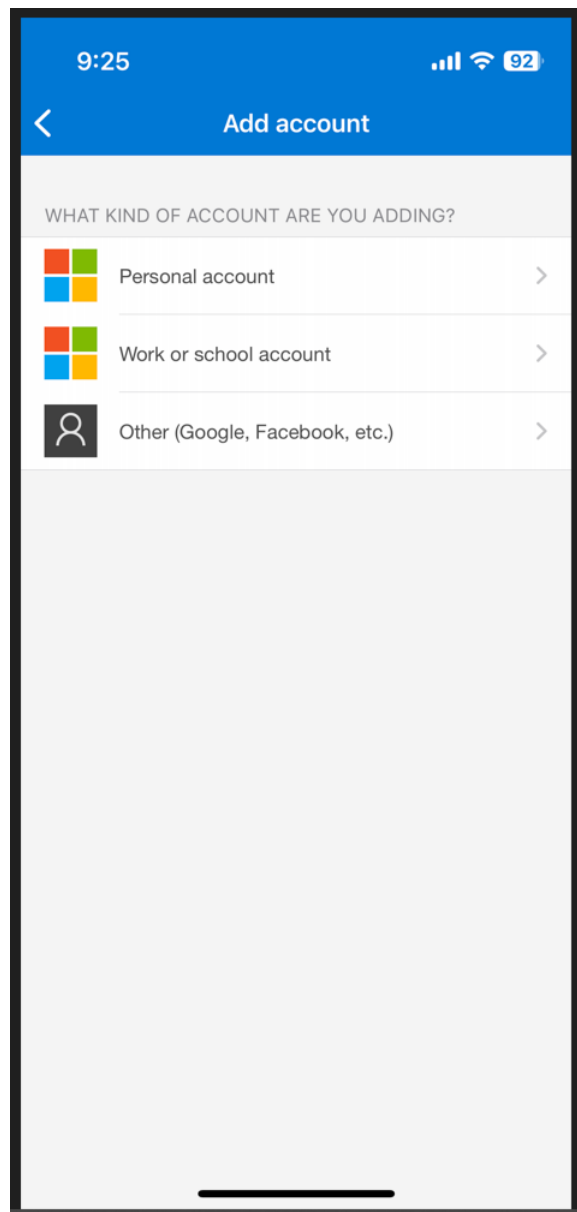 9:25
92
Add account
WHAT KIND OF ACCOUNT ARE YOU ADDING?
Personal account
Work or school account
Other (Google, Facebook, etc.)